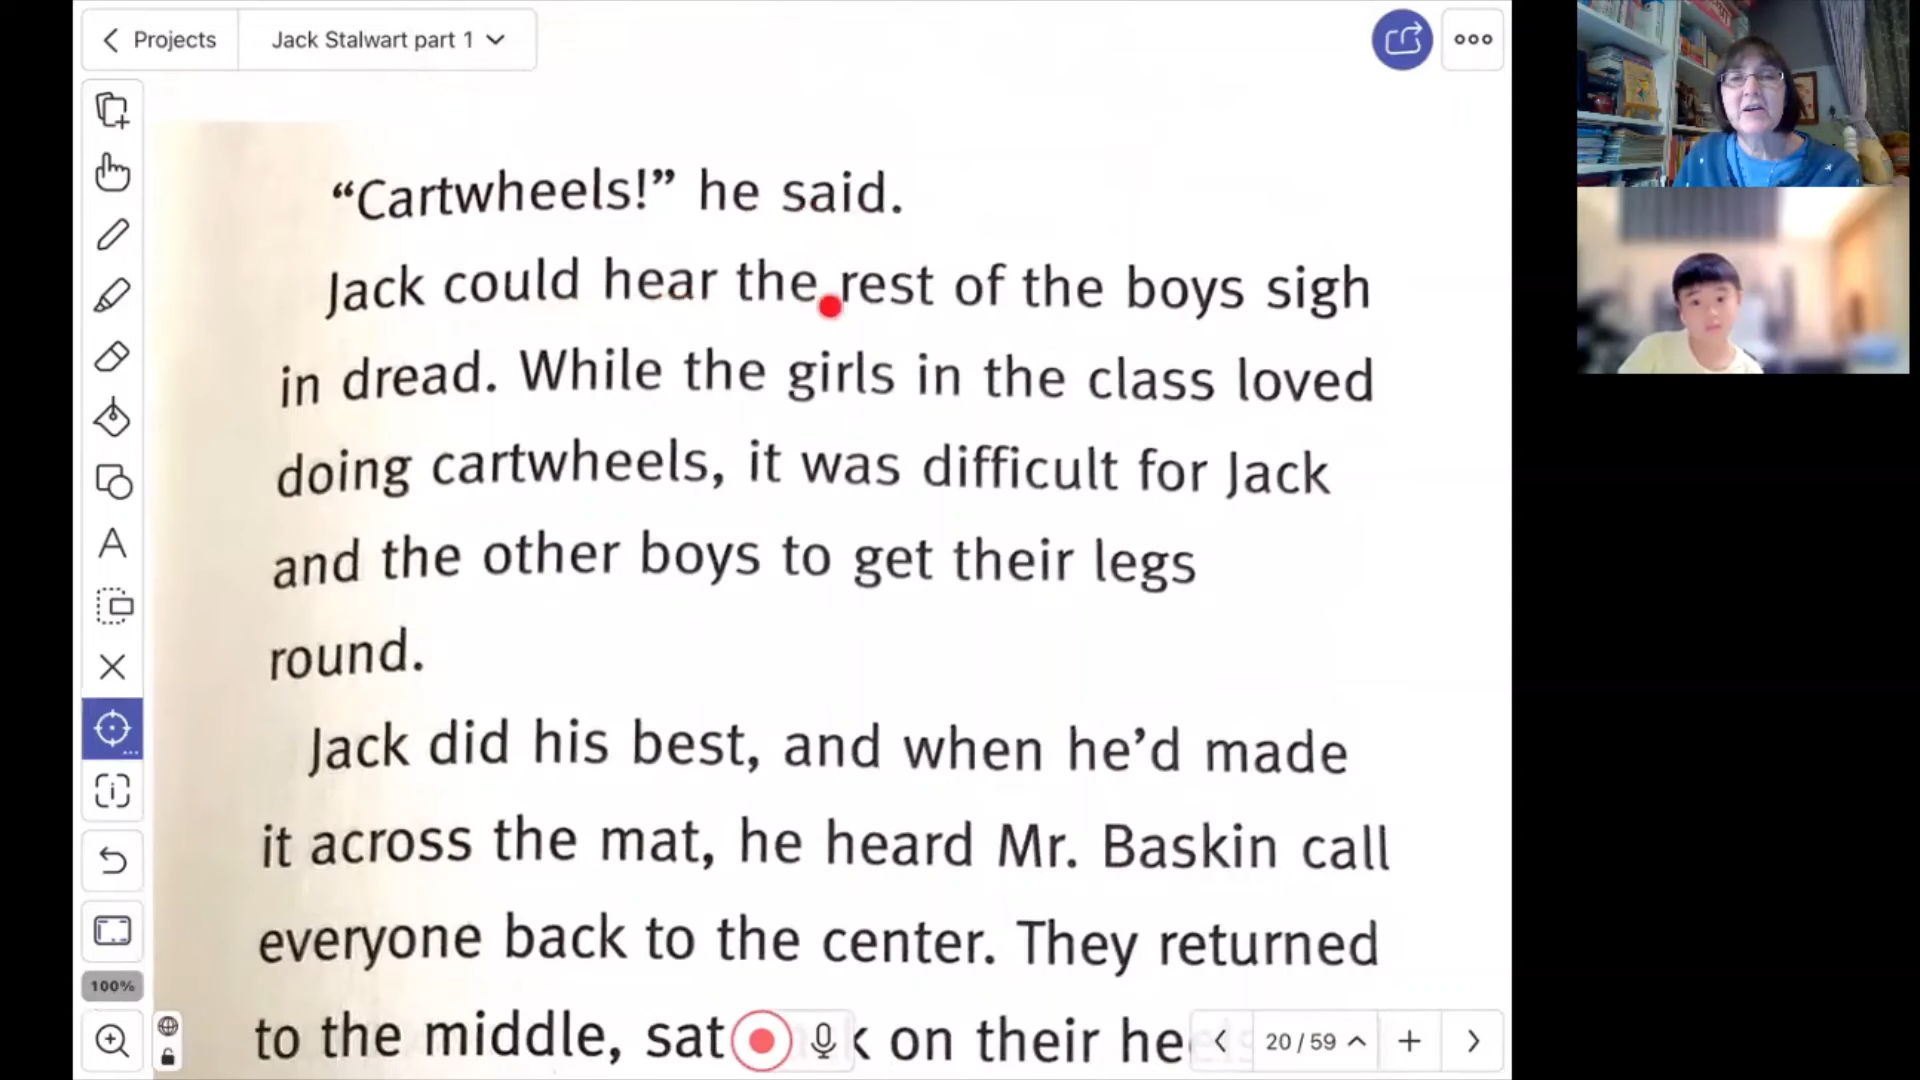 Projects
Jack Stalwart part 1
“Cartwheels!” he said.
Jack could hear the rest of the boys sigh
in dread. While the girls in the class loved
doing cartwheels, it was difficult for Jack
and the other boys to get their legs
round.
Jack did his best, and when he’d made
it across the mat, he heard Mr. Baskin call
everyone back to the center. They returned
to the middle, sat on their
100%
20/59